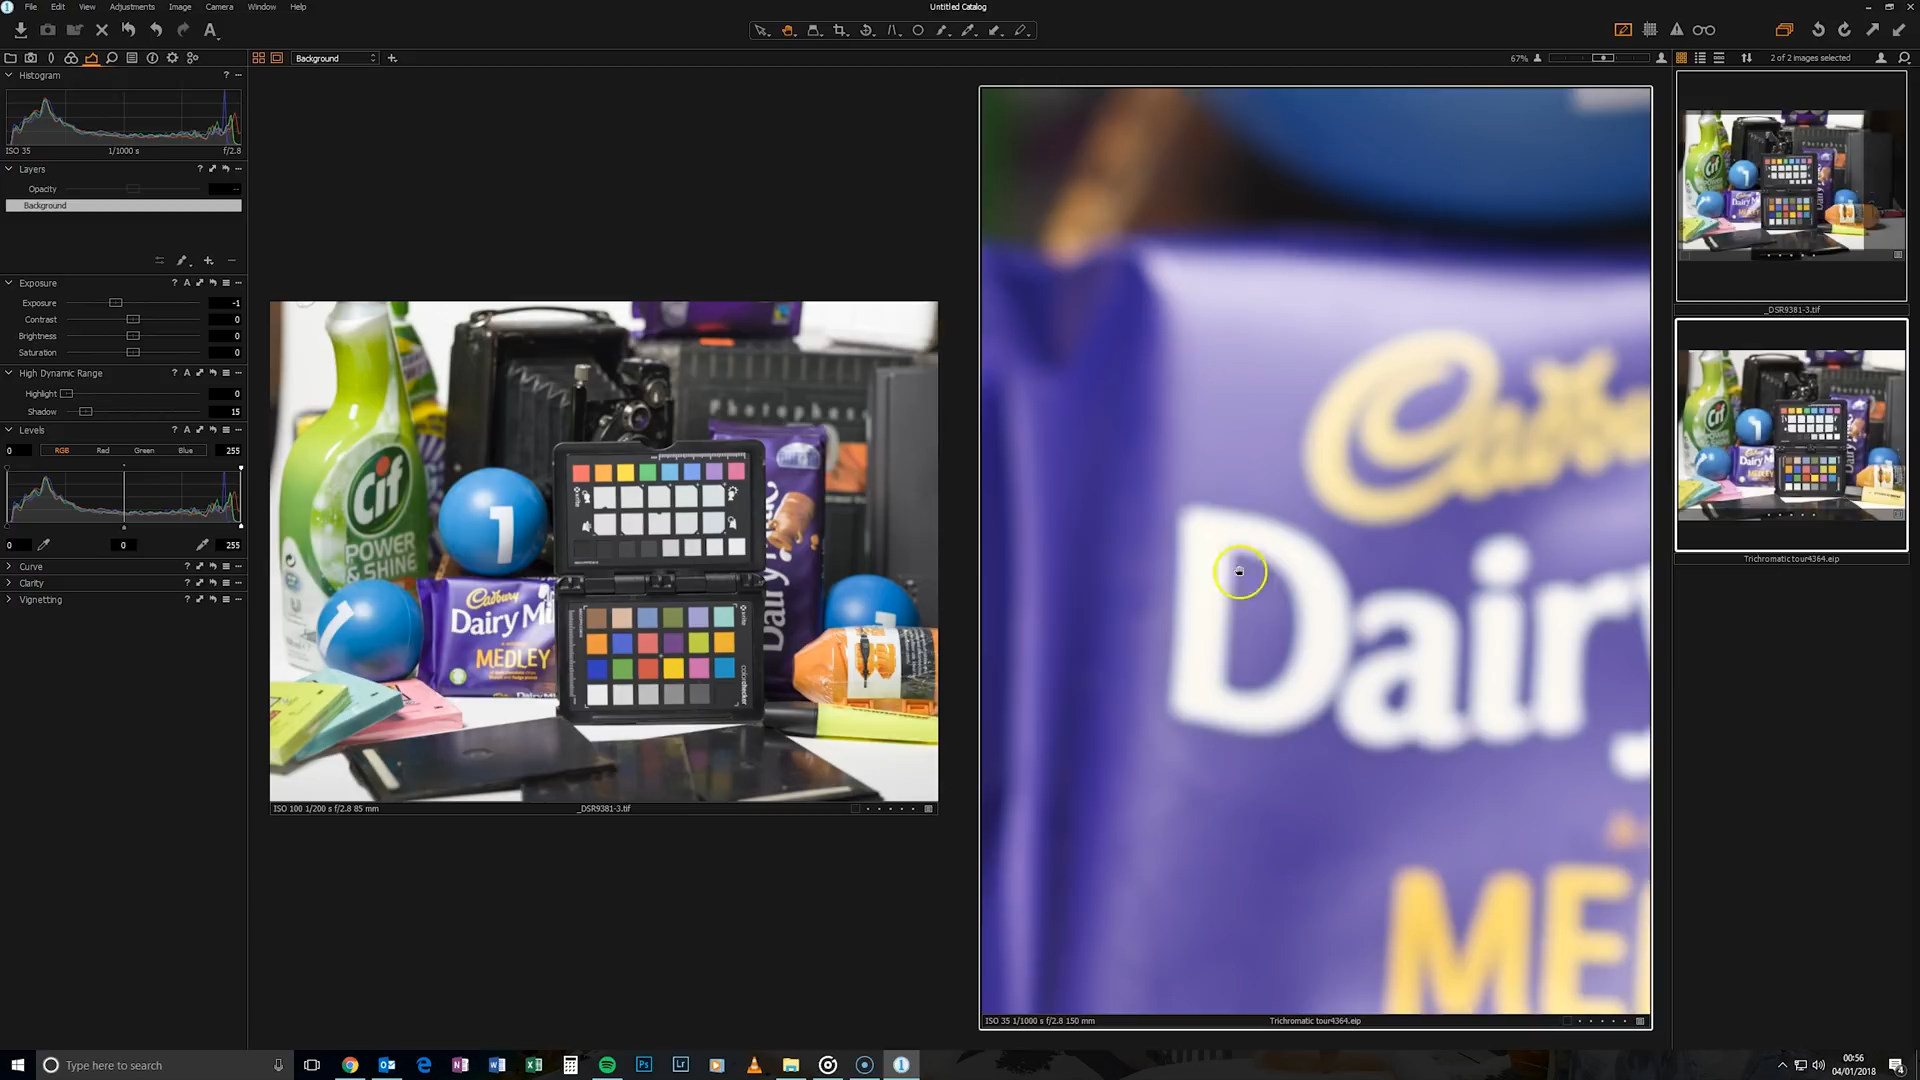 File Edit View Adjustments Image Camera Window Help
Untitled Catalog
Background
67%
2 of 2 images selected
Histogram
ISO 35 1/1000 s f/2.8
Layers
Opacity
Background
Exposure
Exposure -1
Contrast 0
Brightness 0
Saturation 0
High Dynamic Range
Highlight 0
Shadow 15
Levels
0 RGB Red Green Blue 255
0 0 255
Curve
Clarity
Vignetting
Cif
POWER
& SHINE
1
Cadbury
Dairy Mi
MEDLEY
ISO 100 1/200 s f/2.8 85 mm
_DSR9381-3.tif
Cadbury
Dairy
ME
ISO 35 1/1000 s f/2.8 150 mm
Trichromatic tour4364.eip
_DSR9381-3.tif
Trichromatic tour4364.eip
Type here to search
00:56
04/01/2018